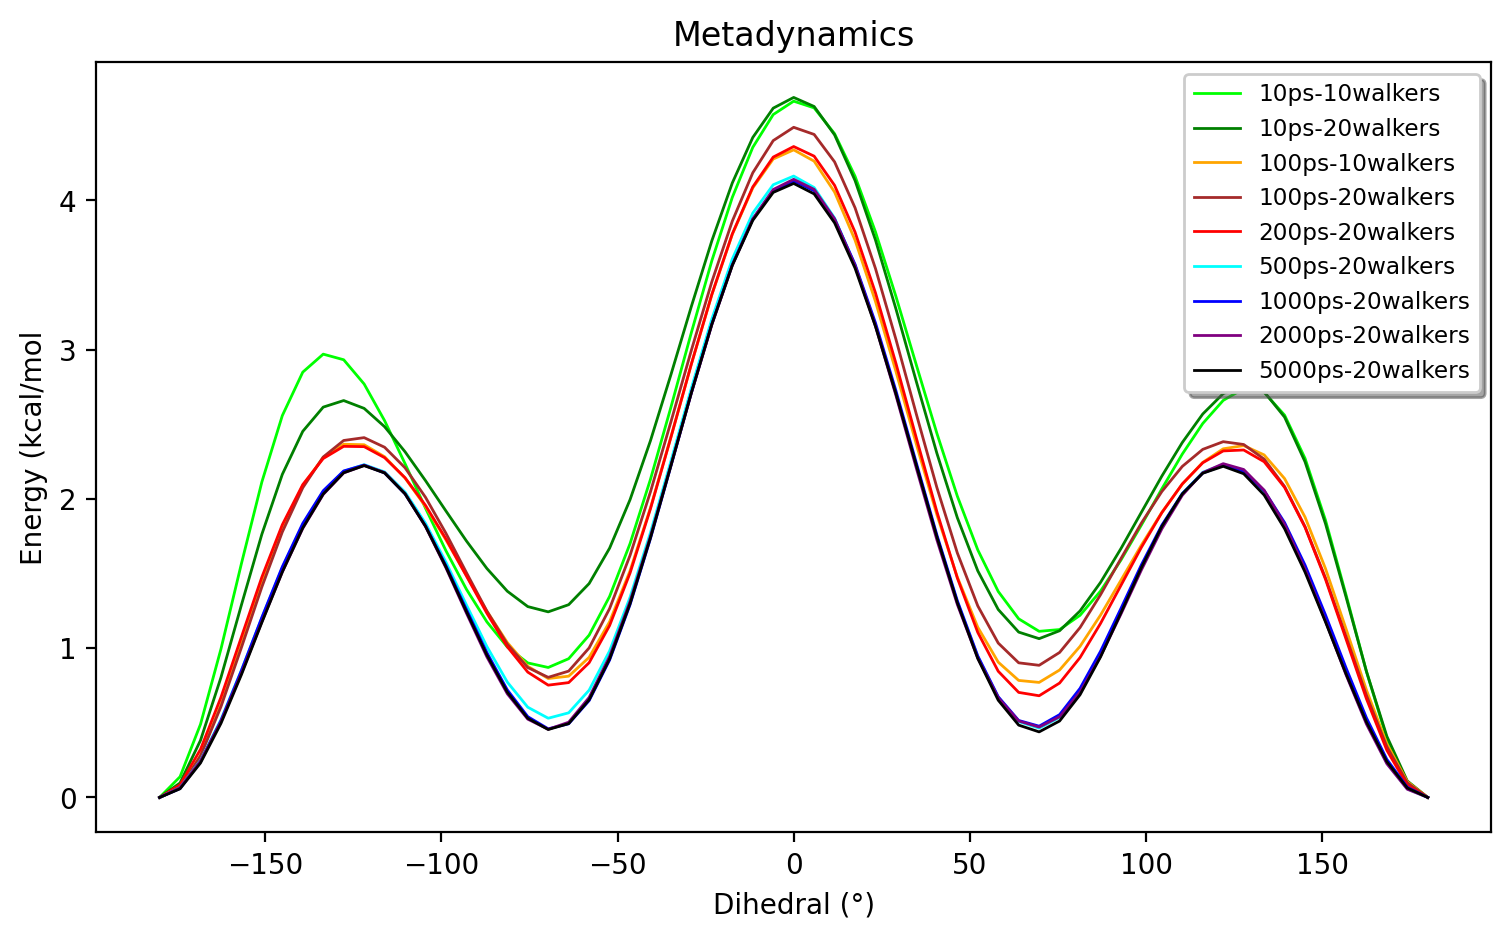 Metadynamics
10ps-10walkers
10ps-20walkers
100ps-10walkers
100ps-20walkers
200ps-20walkers
500ps-20walkers
1000ps-20walkers
2000ps-20walkers
5000ps-20walkers
Energy (kcal/mol)
4
3
2
1
0
−150 −100 −50 0 50 100 150
Dihedral (°)